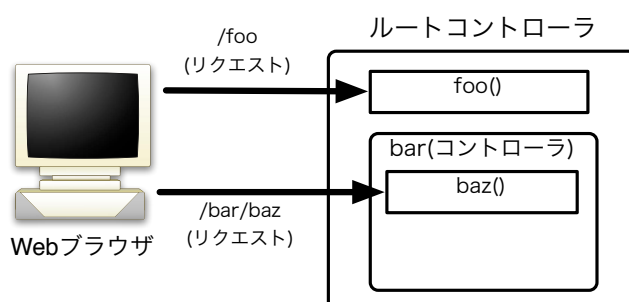 /foo
(リクエスト)
ルートコントローラ
foo()
bar(コントローラ)
baz()
/bar/baz
(リクエスト)
Webブラウザ